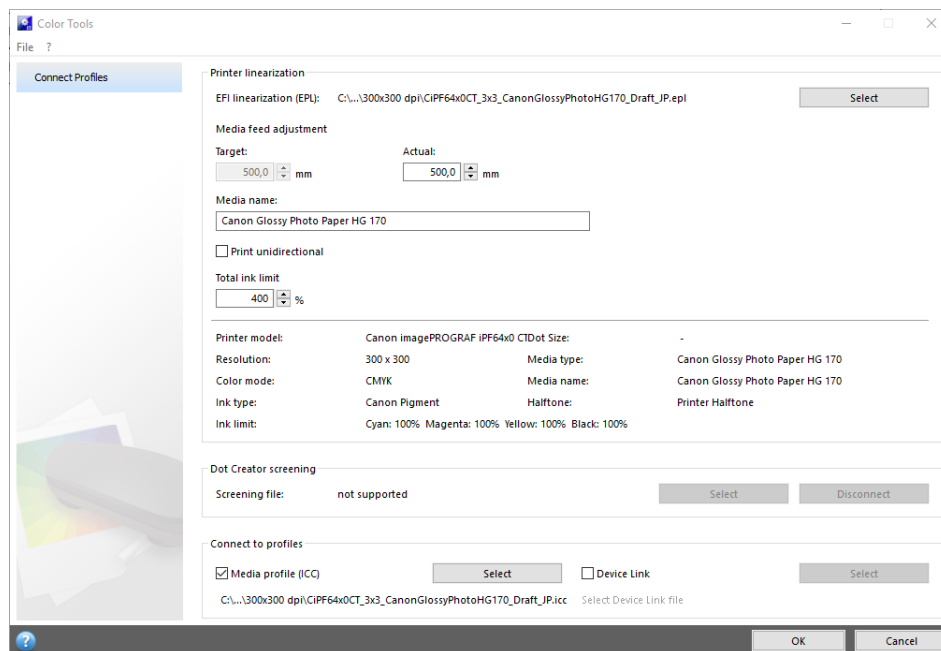 Color Tools
File ?
Connect Profiles
Printer linearization
EFI linearization (EPL): C:\...\300x300 dpi\CiPF64x0CT_3x3_CanonGlossyPhotoHG170_Draft_JP.epl Select
Media feed adjustment
Target: Actual:
500,0 mm 500,0 mm
Media name:
Canon Glossy Photo Paper HG 170
Print unidirectional
Total ink limit
400 %
Printer model: Canon imagePROGRAF iPF64x0 CTDot Size: -
Resolution: 300 x 300 Media type: Canon Glossy Photo Paper HG 170
Color mode: CMYK Media name: Canon Glossy Photo Paper HG 170
Ink type: Canon Pigment Halftone: Printer Halftone
Ink limit: Cyan: 100% Magenta: 100% Yellow: 100% Black: 100%
Dot Creator screening
Screening file: not supported Select Disconnect
Connect to profiles
Media profile (ICC) Select Device Link Select
C:\...\300x300 dpi\CiPF64x0CT_3x3_CanonGlossyPhotoHG170_Draft_JP.icc Select Device Link file
? OK Cancel